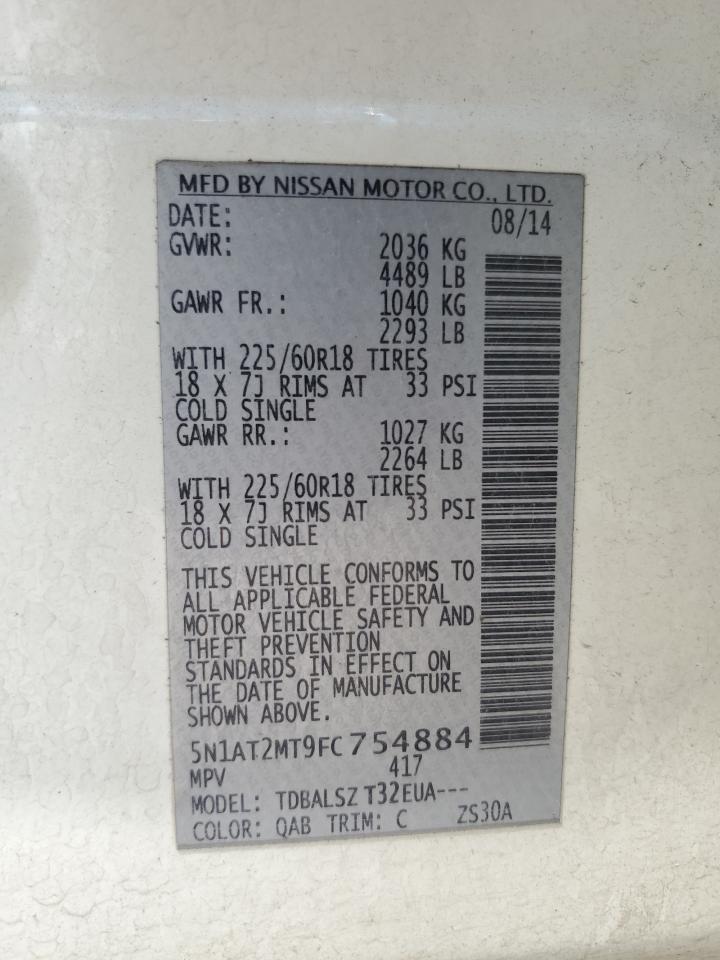 MFD BY NISSAN MOTOR CO., LTD.
DATE: 08/14
GVWR: 2036 KG
4489 LB
GAWR FR.: 1040 KG
2293 LB
WITH 225/60R18 TIRES
18 X 7J RIMS AT 33 PSI
COLD SINGLE
GAWR RR.: 1027 KG
2264 LB
WITH 225/60R18 TIRES
18 X 7J RIMS AT 33 PSI
COLD SINGLE
THIS VEHICLE CONFORMS TO
ALL APPLICABLE FEDERAL
MOTOR VEHICLE SAFETY AND
THEFT PREVENTION
STANDARDS IN EFFECT ON
THE DATE OF MANUFACTURE
SHOWN ABOVE.
5N1AT2MT9FC754884
MPV 417
MODEL: TDBALSZ T32EUA---
COLOR: QAB TRIM: C ZS30A